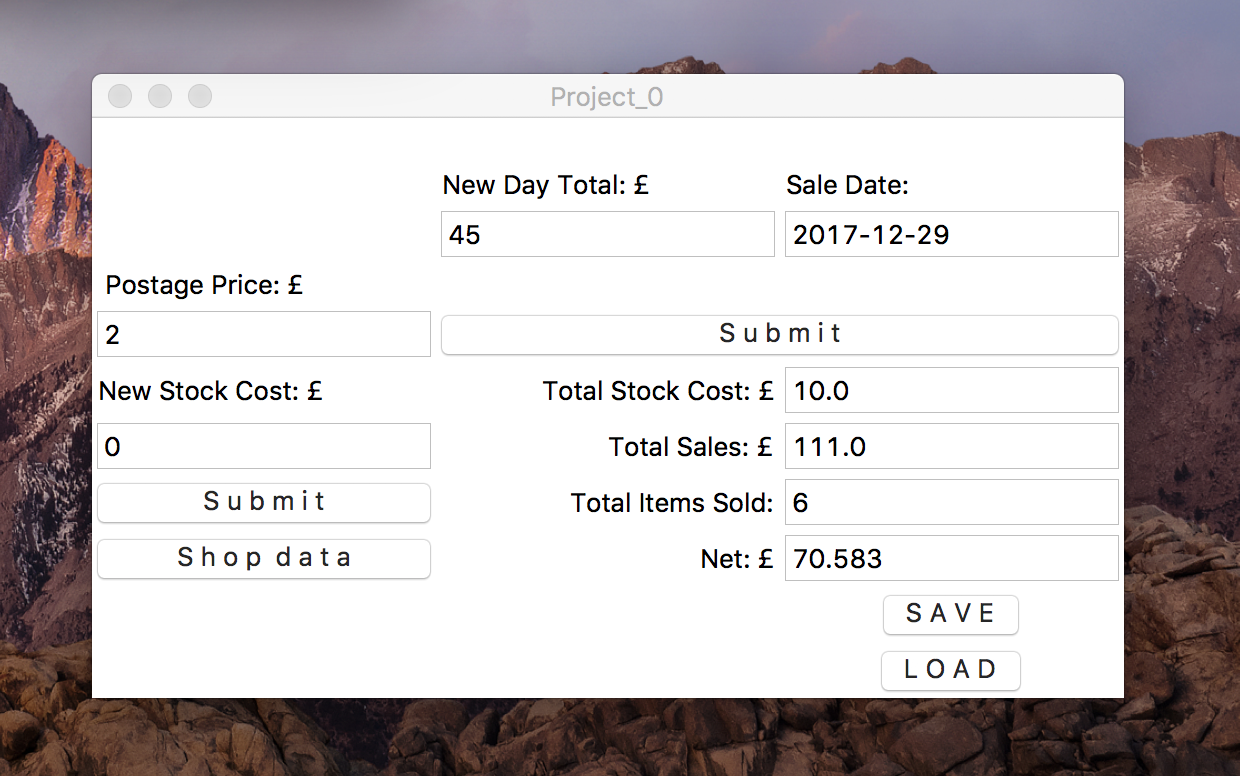 Project_0
New Day Total: £ Sale Date:
45 2017-12-29
Postage Price: £
2 Submit
New Stock Cost: £ Total Stock Cost: £ 10.0
0 Total Sales: £ 111.0
Submit Total Items Sold: 6
Shop data Net: £ 70.583
SAVE
LOAD